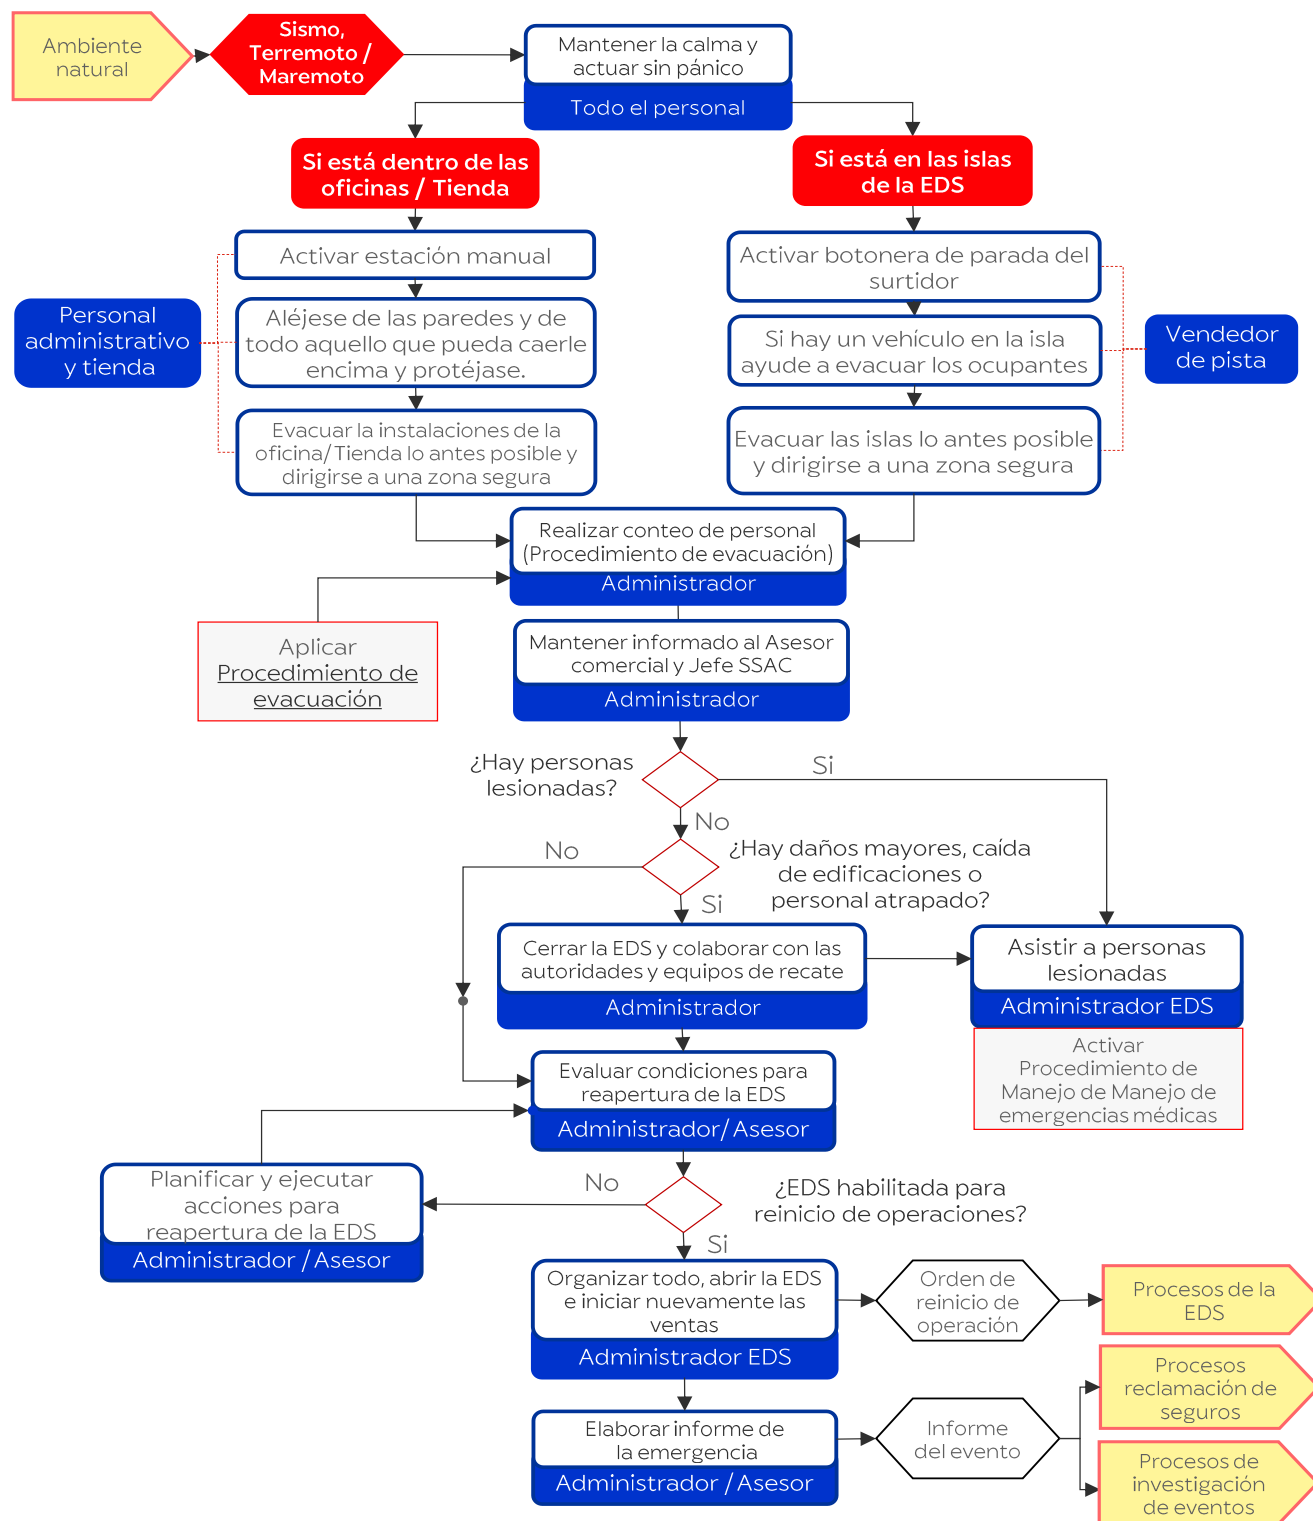 Ambiente
natural
Sismo,
Terremoto /
Maremoto
Mantener la calma y
actuar sin pánico
Todo el personal
Si está dentro de las
oficinas / Tienda
Si está en las islas
de la EDS
Activar estación manual
Activar botonera de parada del
surtidor
Personal
administrativo
y tienda
Aléjese de las paredes y de
todo aquello que pueda caerle
encima y protéjase.
Si hay un vehículo en la isla
ayude a evacuar los ocupantes
Vendedor
de pista
Evacuar la instalaciones de la
oficina/Tienda lo antes posible y
dirigirse a una zona segura
Evacuar las islas lo antes posible
y dirigirse a una zona segura
Realizar conteo de personal
(Procedimiento de evacuación)
Administrador
Aplicar
Procedimiento de
evacuación
Mantener informado al Asesor
comercial y Jefe SSAC
Administrador
¿Hay personas
lesionadas?
Si
No
No
¿Hay daños mayores, caída
de edificaciones o
personal atrapado?
Si
Cerrar la EDS y colaborar con las
autoridades y equipos de recate
Administrador
Asistir a personas
lesionadas
Administrador EDS
Activar
Procedimiento de
Manejo de Manejo de
emergencias médicas
Evaluar condiciones para
reapertura de la EDS
Administrador/Asesor
Planificar y ejecutar
acciones para
reapertura de la EDS
Administrador / Asesor
No
¿EDS habilitada para
reinicio de operaciones?
Si
Organizar todo, abrir la EDS
e iniciar nuevamente las
ventas
Administrador EDS
Orden de
reinicio de
operación
Procesos de la
EDS
Elaborar informe de
la emergencia
Administrador / Asesor
Informe
del evento
Procesos
reclamación de
seguros
Procesos de
investigación
de eventos